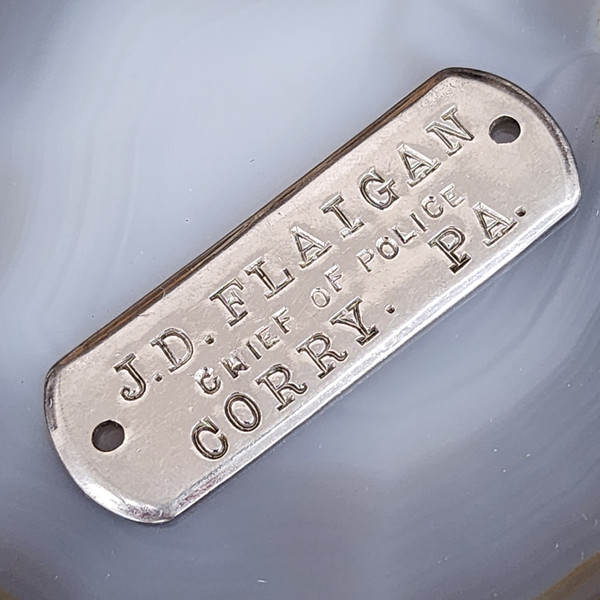 J.D. FLAIGAN
CHIEF OF POLICE
CORRY. PA.